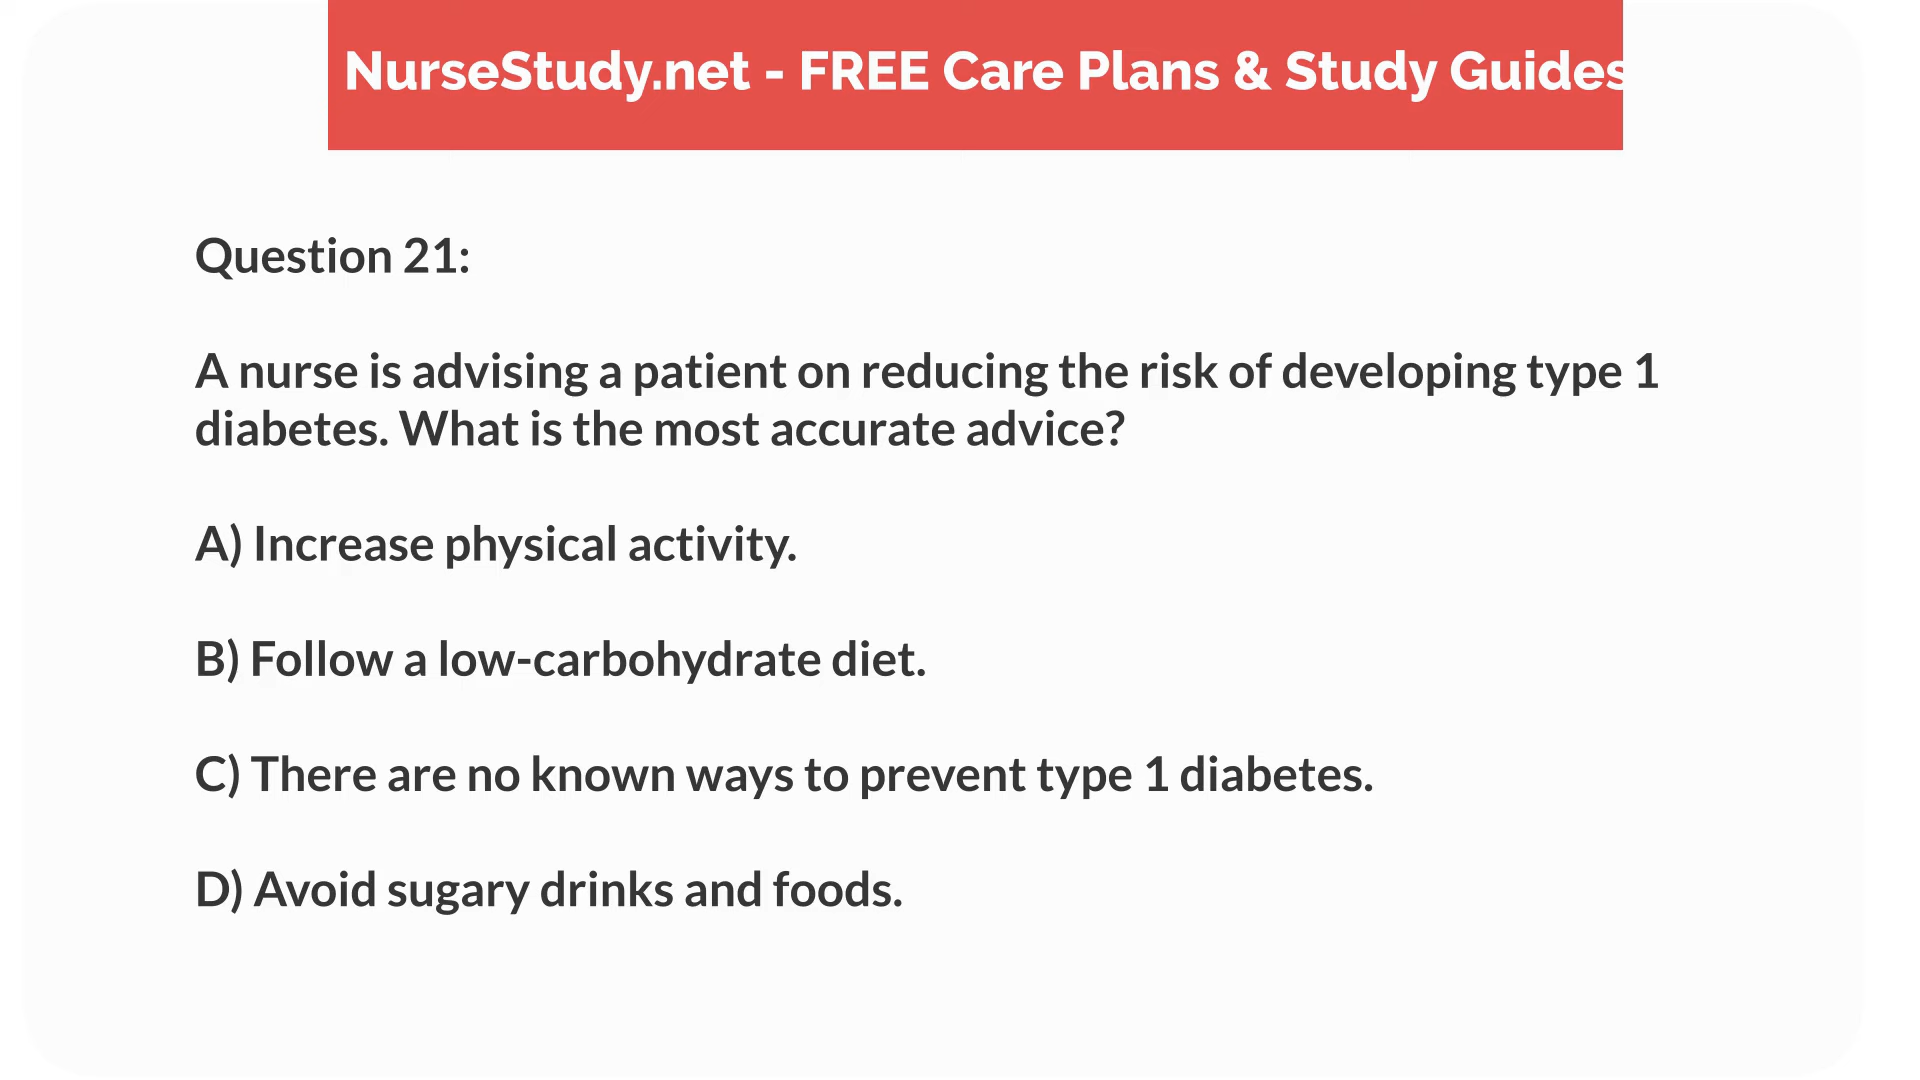 NurseStudy.net - FREE Care Plans & Study Guides
Question 21:
A nurse is advising a patient on reducing the risk of developing type 1
diabetes. What is the most accurate advice?
A) Increase physical activity.
B) Follow a low-carbohydrate diet.
C) There are no known ways to prevent type 1 diabetes.
D) Avoid sugary drinks and foods.